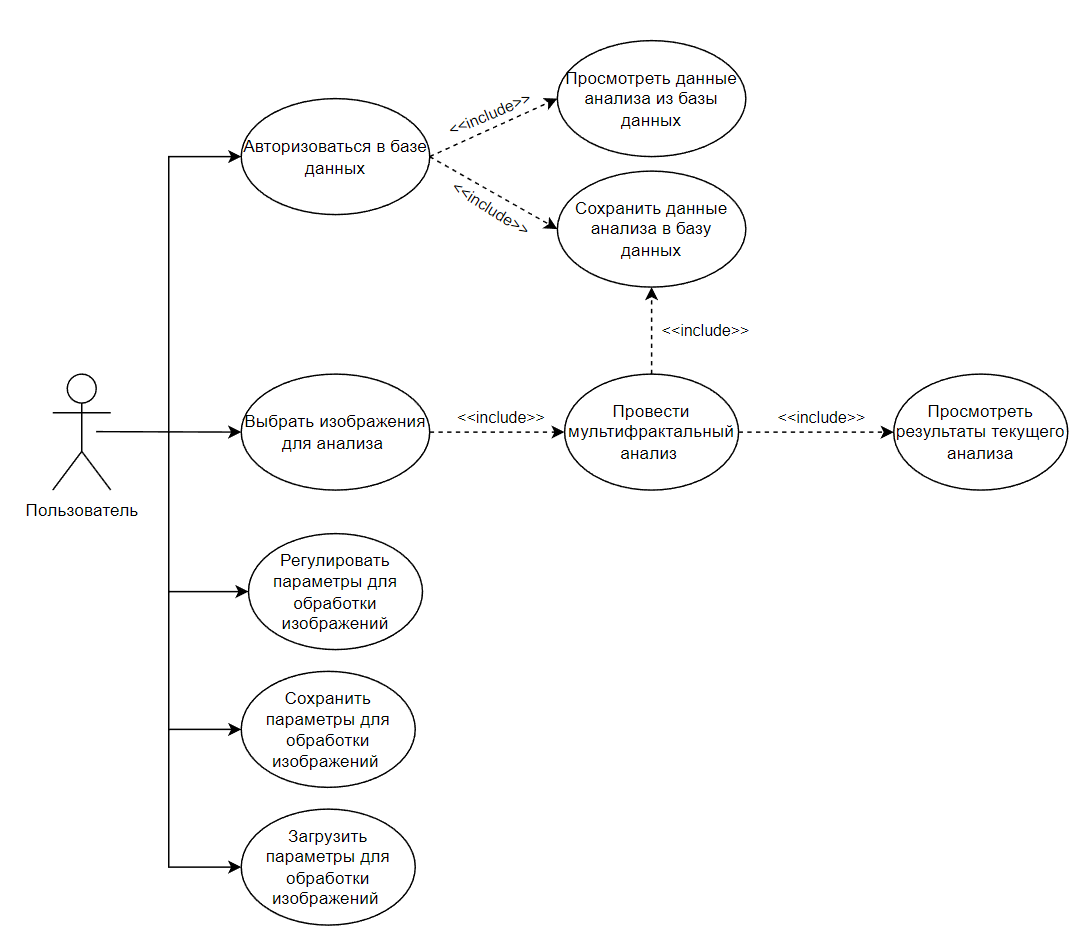 Просмотреть данные
анализа из базы
данных
<<include>>
Авторизоваться в базе
данных
<<include>>
Сохранить данные
анализа в базу
данных
<<include>>
Выбрать изображения
для анализа
<<include>>
Провести
мультифрактальный
анализ
<<include>>
Просмотреть
результаты текущего
анализа
Пользователь
Регулировать
параметры для
обработки
изображений
Сохранить
параметры для
обработки
изображений
Загрузить
параметры для
обработки
изображений